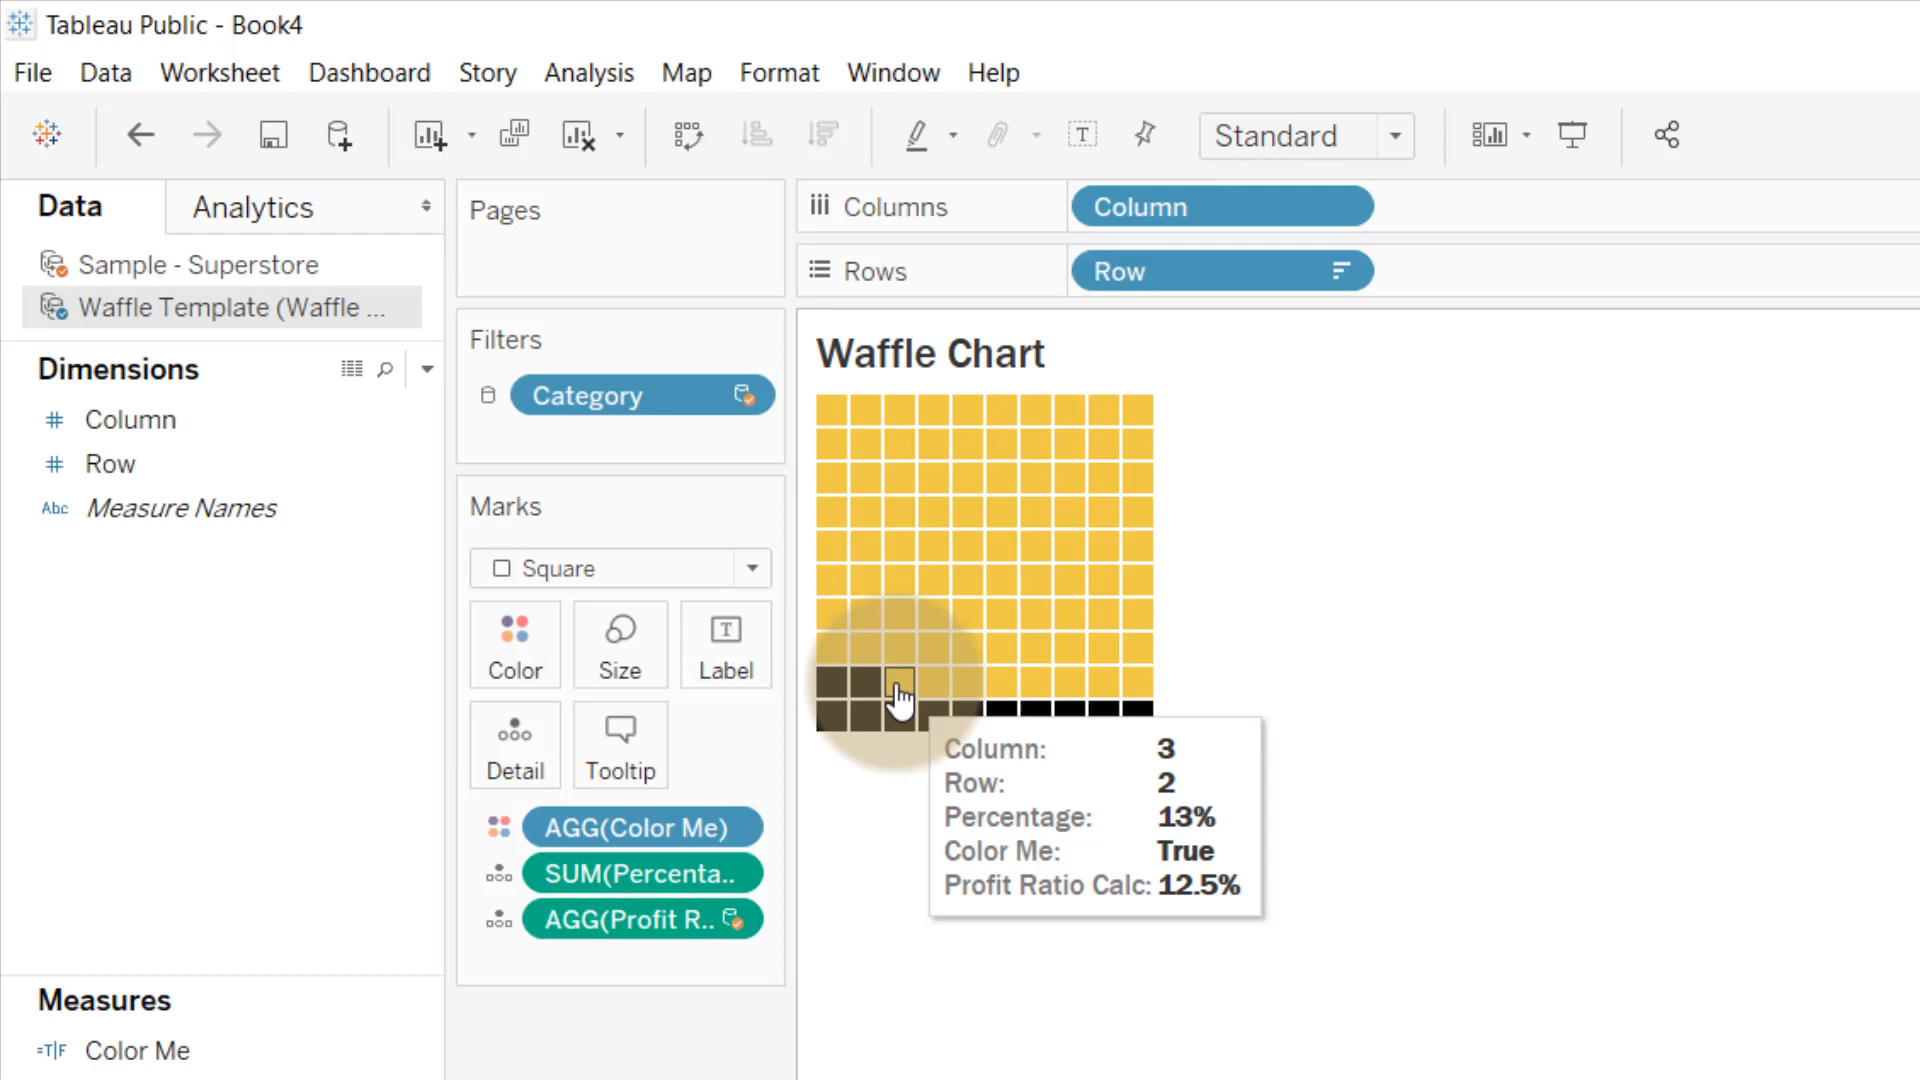 Tableau Public - Book4
File Data Worksheet Dashboard Story Analysis Map Format Window Help
Standard
Data Analytics
Sample - Superstore
Waffle Template (Waffle ...
Dimensions
Column
Row
Abc Measure Names
Measures
=T|F Color Me
Pages
Filters
Category
Marks
Square
Color Size Label
Detail Tooltip
AGG(Color Me)
SUM(Percenta..
AGG(Profit R..
Columns Column
Rows Row
Waffle Chart
Column: 3
Row: 2
Percentage: 13%
Color Me: True
Profit Ratio Calc: 12.5%